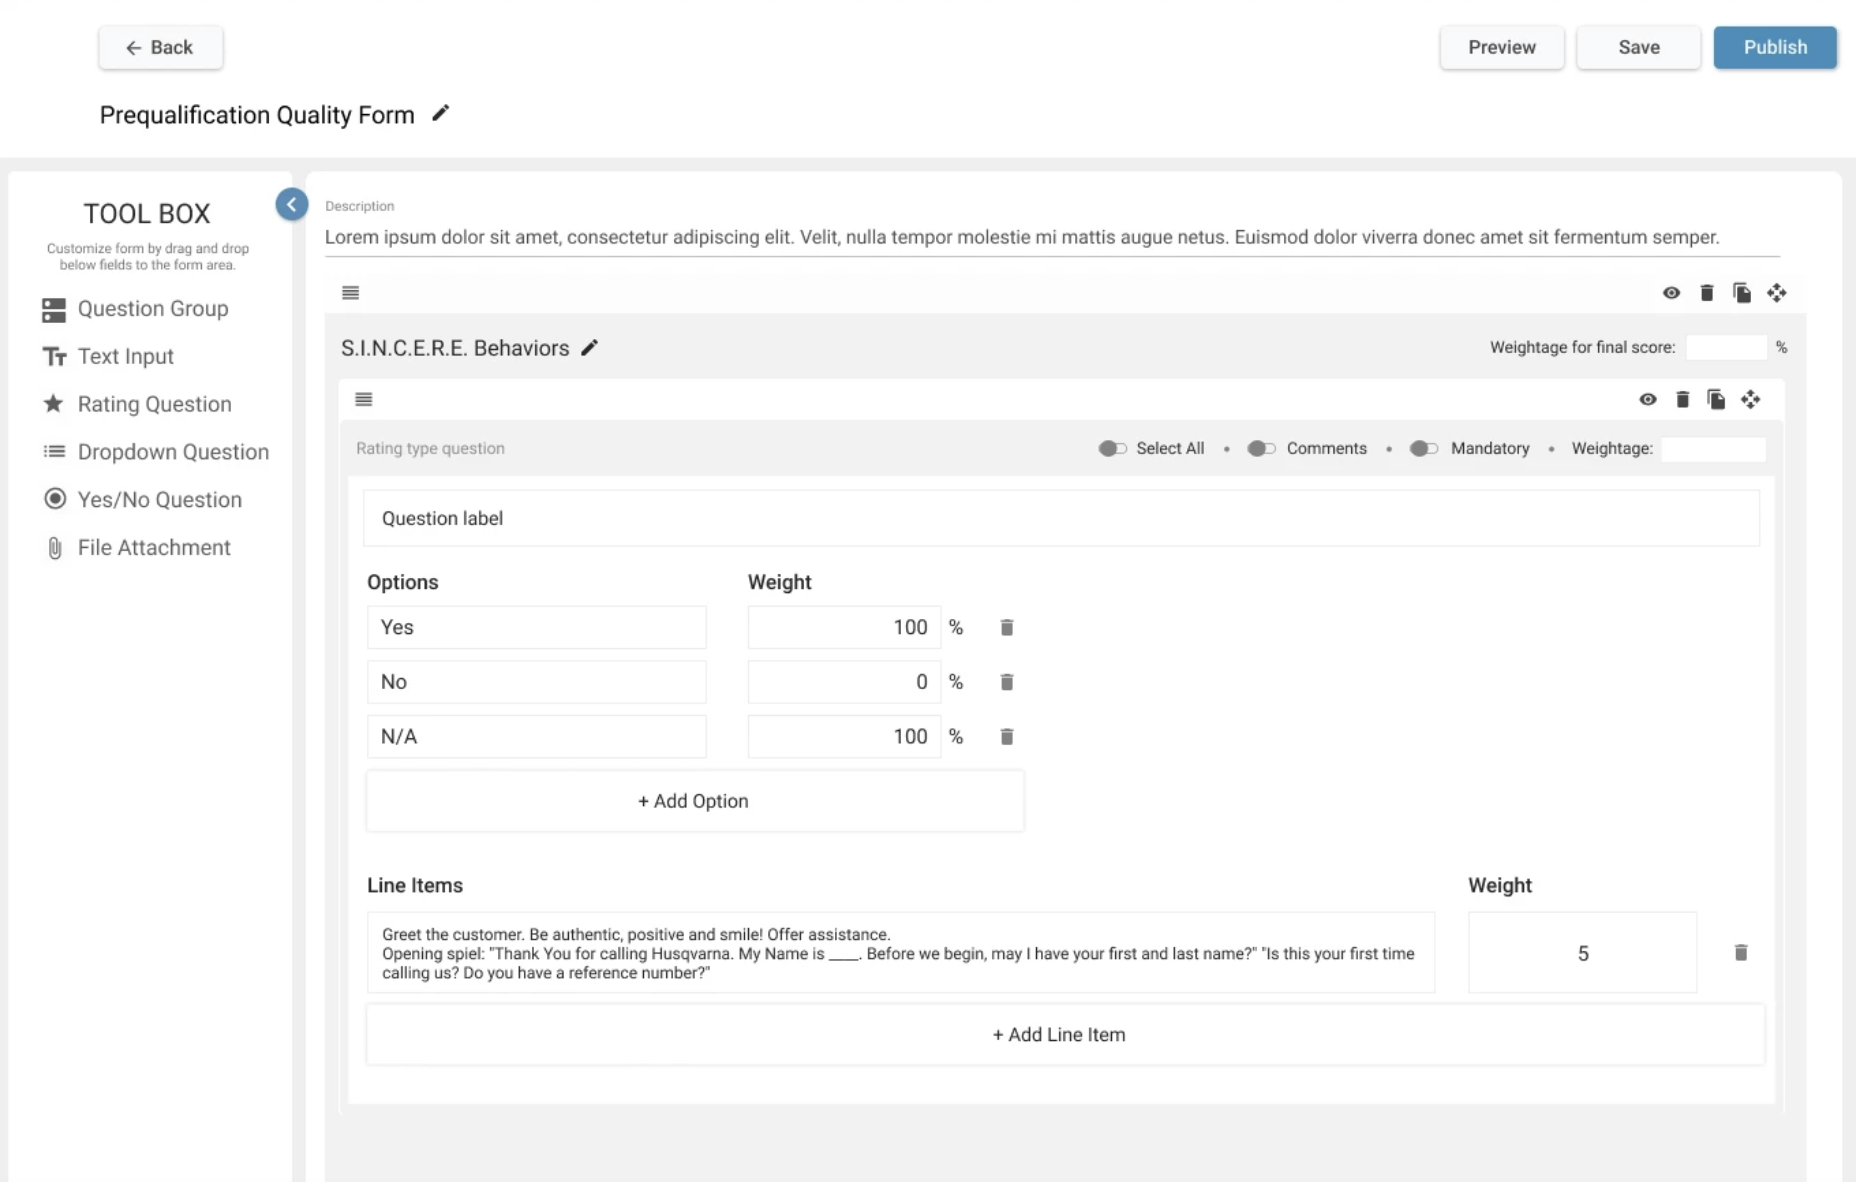 Back
Preview
Save
Publish
Prequalification Quality Form
TOOL BOX
Customize form by drag and drop
below fields to the form area.
Question Group
Text Input
Rating Question
Dropdown Question
Yes/No Question
File Attachment
Description
Lorem ipsum dolor sit amet, consectetur adipiscing elit. Velit, nulla tempor molestie mi mattis augue netus. Euismod dolor viverra donec amet sit fermentum semper.
S.I.N.C.E.R.E. Behaviors
Weightage for final score: %
Rating type question
Select All • Comments • Mandatory • Weightage:
Question label
Options Weight
Yes 100 %
No 0 %
N/A 100 %
+ Add Option
Line Items Weight
Greet the customer. Be authentic, positive and smile! Offer assistance.
Opening spiel: "Thank You for calling Husqvarna. My Name is ____. Before we begin, may I have your first and last name?" "Is this your first time
calling us? Do you have a reference number?"
5
+ Add Line Item